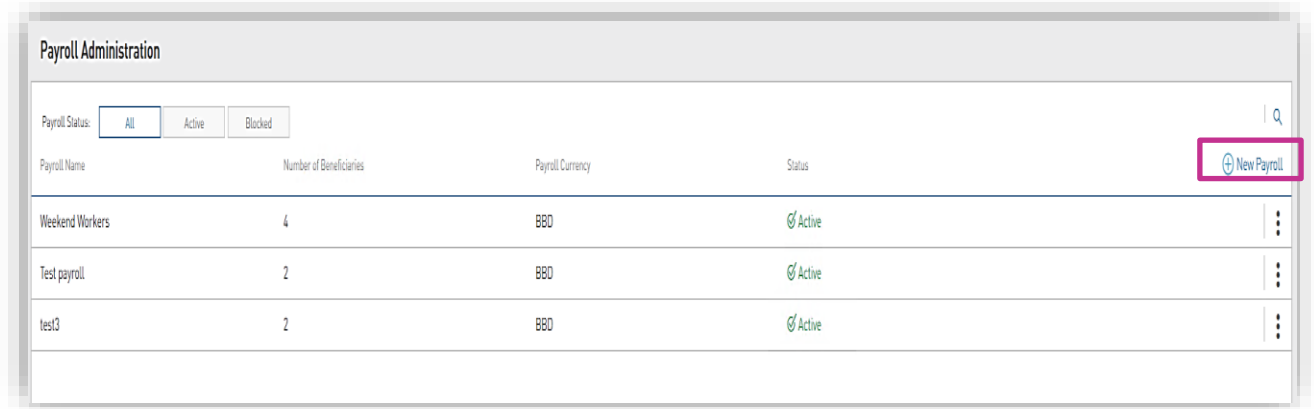 Payroll Administration
Payroll Status: All Active Blocked
Payroll Name Number of Beneficiaries Payroll Currency Status New Payroll
Weekend Workers 4 BBD Active
Test payroll 2 BBD Active
test3 2 BBD Active